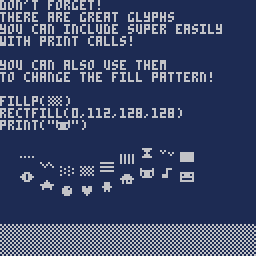 DON'T FORGET!
THERE ARE GREAT GLYPHS
YOU CAN INCLUDE SUPER EASILY
WITH PRINT CALLS!
YOU CAN ALSO USE THEM
TO CHANGE THE FILL PATTERN!
FILLP(▒)
RECTFILL(0,112,128,128)
PRINT("🐱")